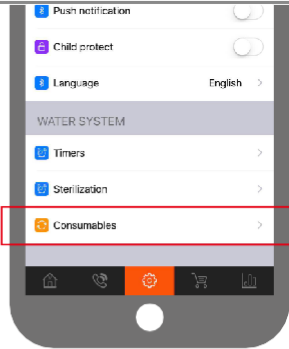 Push notification
Child protect
Language English
WATER SYSTEM
Timers
Sterilization
Consumables